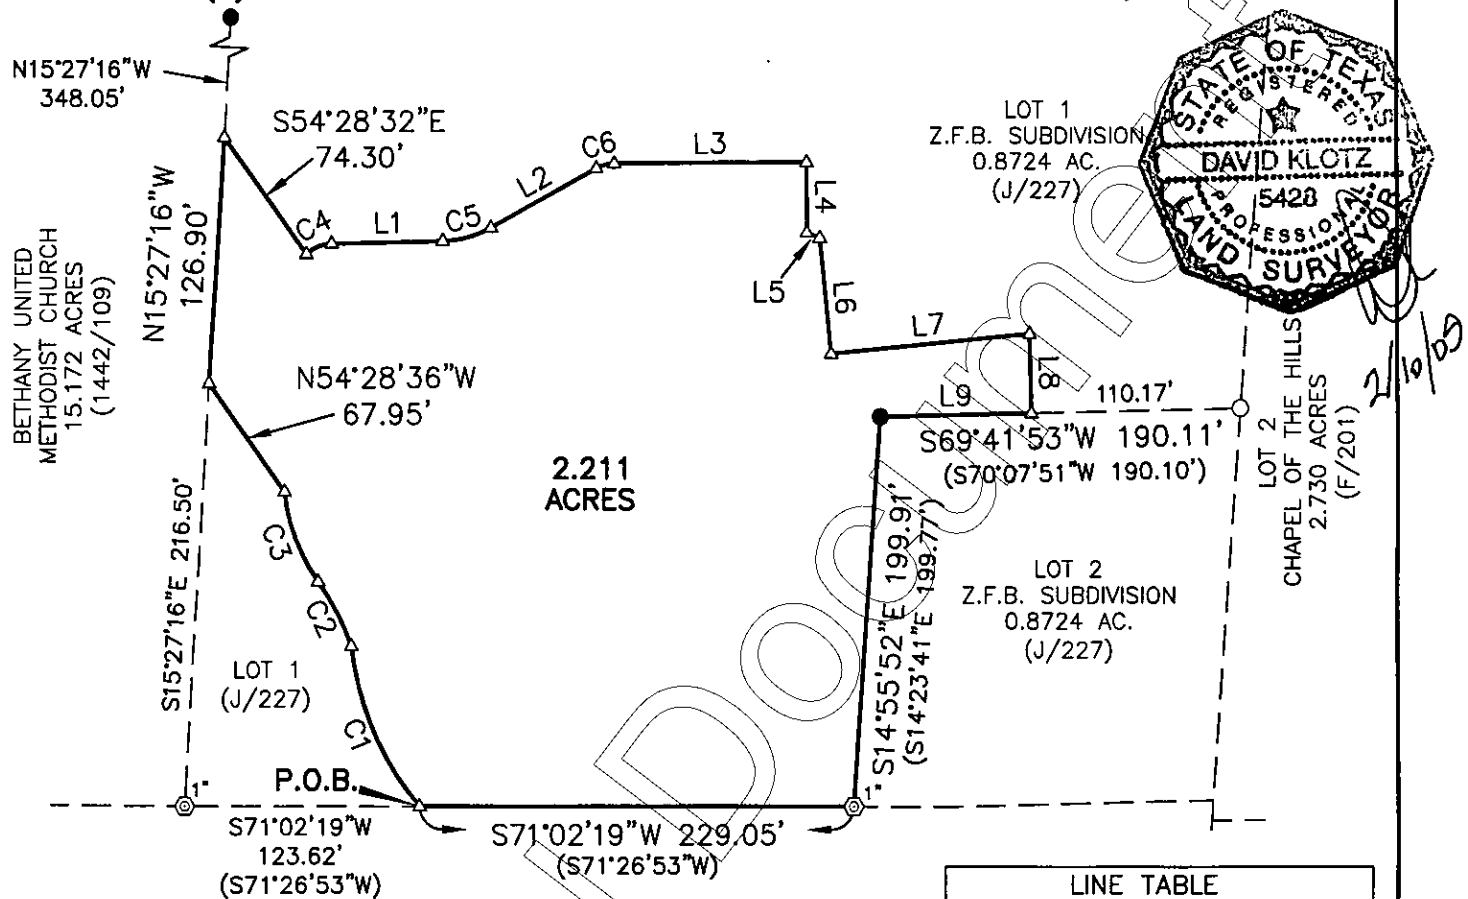 N15°27'16"W
348.05'
S54°28'32"E
74.30'
C4
L1
C5
L2
C6
L3
L4
L5
L6
L7
L8
L9
110.17'
LOT 1
Z.F.B. SUBDIVISION
0.8724 AC.
(J/227)
STATE OF TEXAS
REGISTERED
DAVID KLOTZ
5428
PROFESSIONAL
LAND SURVEYOR
2/10/09
BETHANY UNITED
METHODIST CHURCH
15.172 ACRES
(1442/109)
N15°27'16"W
126.90'
N54°28'36"W
67.95'
2.211
ACRES
S69°41'53"W 190.11'
(S70°07'51"W 190.10')
LOT 2
CHAPEL OF THE HILLS
2.730 ACRES
(F/201)
S15°27'16"E 216.50'
C3
C2
C1
LOT 1
(J/227)
S14°55'52"E 199.91'
(S14°23'41"E 199.77')
LOT 2
Z.F.B. SUBDIVISION
0.8724 AC.
(J/227)
P.O.B.
1"
1"
S71°02'19"W
123.62'
(S71°26'53"W)
S71°02'19"W 229.05'
(S71°26'53"W)
LINE TABLE